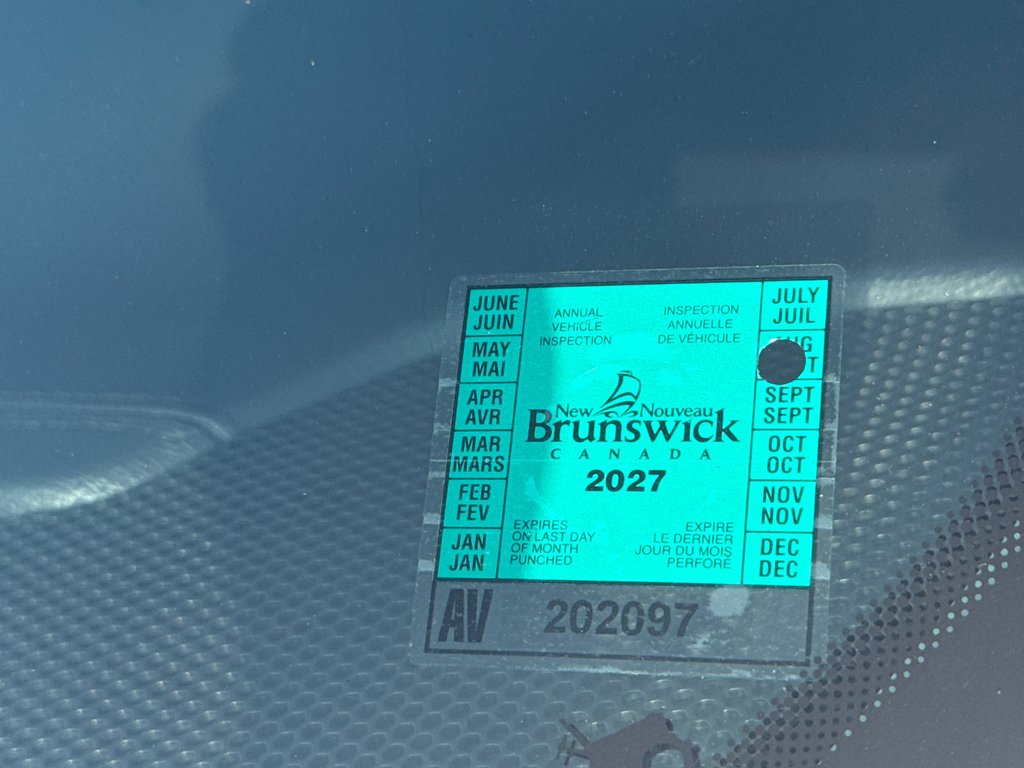 JUNE
JUIN
MAY
MAI
APR
AVR
MAR
MARS
FEB
FEV
JAN
JAN
ANNUAL
VEHICLE
INSPECTION
INSPECTION
ANNUELLE
DE VÉHICULE
New Nouveau
Brunswick
CANADA
2027
EXPIRES
ON LAST DAY
OF MONTH
PUNCHED
EXPIRE
LE DERNIER
JOUR DU MOIS
PERFORÉ
JULY
JUIL
SEPT
SEPT
OCT
OCT
NOV
NOV
DEC
DEC
AV 202097